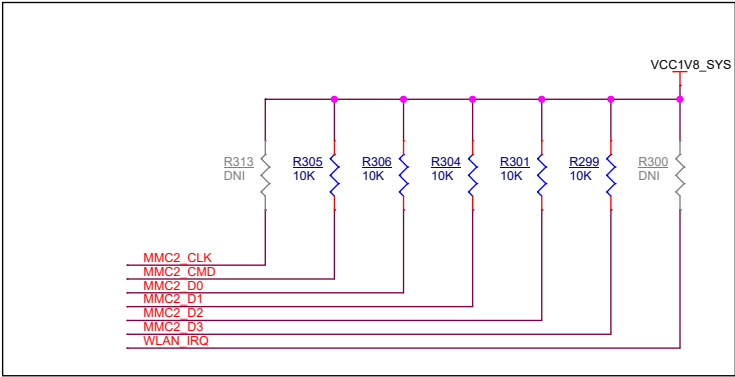 VCC1V8_SYS
R313 R305 R306 R304 R301 R299 R300
DNI 10K 10K 10K 10K 10K DNI
MMC2_CLK
MMC2_CMD
MMC2_D0
MMC2_D1
MMC2_D2
MMC2_D3
WLAN_IRQ